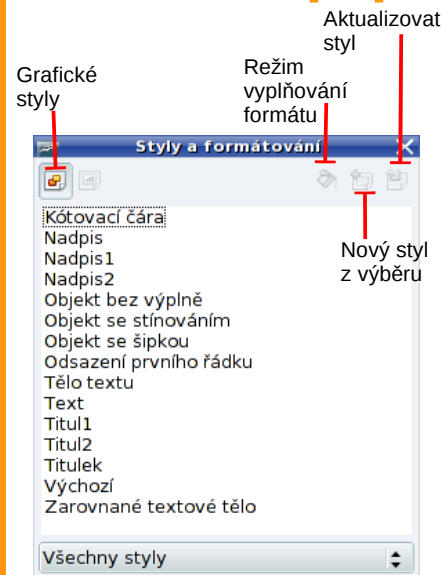 Aktualizovat
styl
Grafické
styly
Režim
vyplňování
formátu
Styly a formátování
Nový styl
z výběru
Kótovací čára
Nadpis
Nadpis1
Nadpis2
Objekt bez výplně
Objekt se stínováním
Objekt se šipkou
Odsazení prvního řádku
Tělo textu
Text
Titul1
Titul2
Titulek
Výchozí
Zarovnané textové tělo
Všechny styly